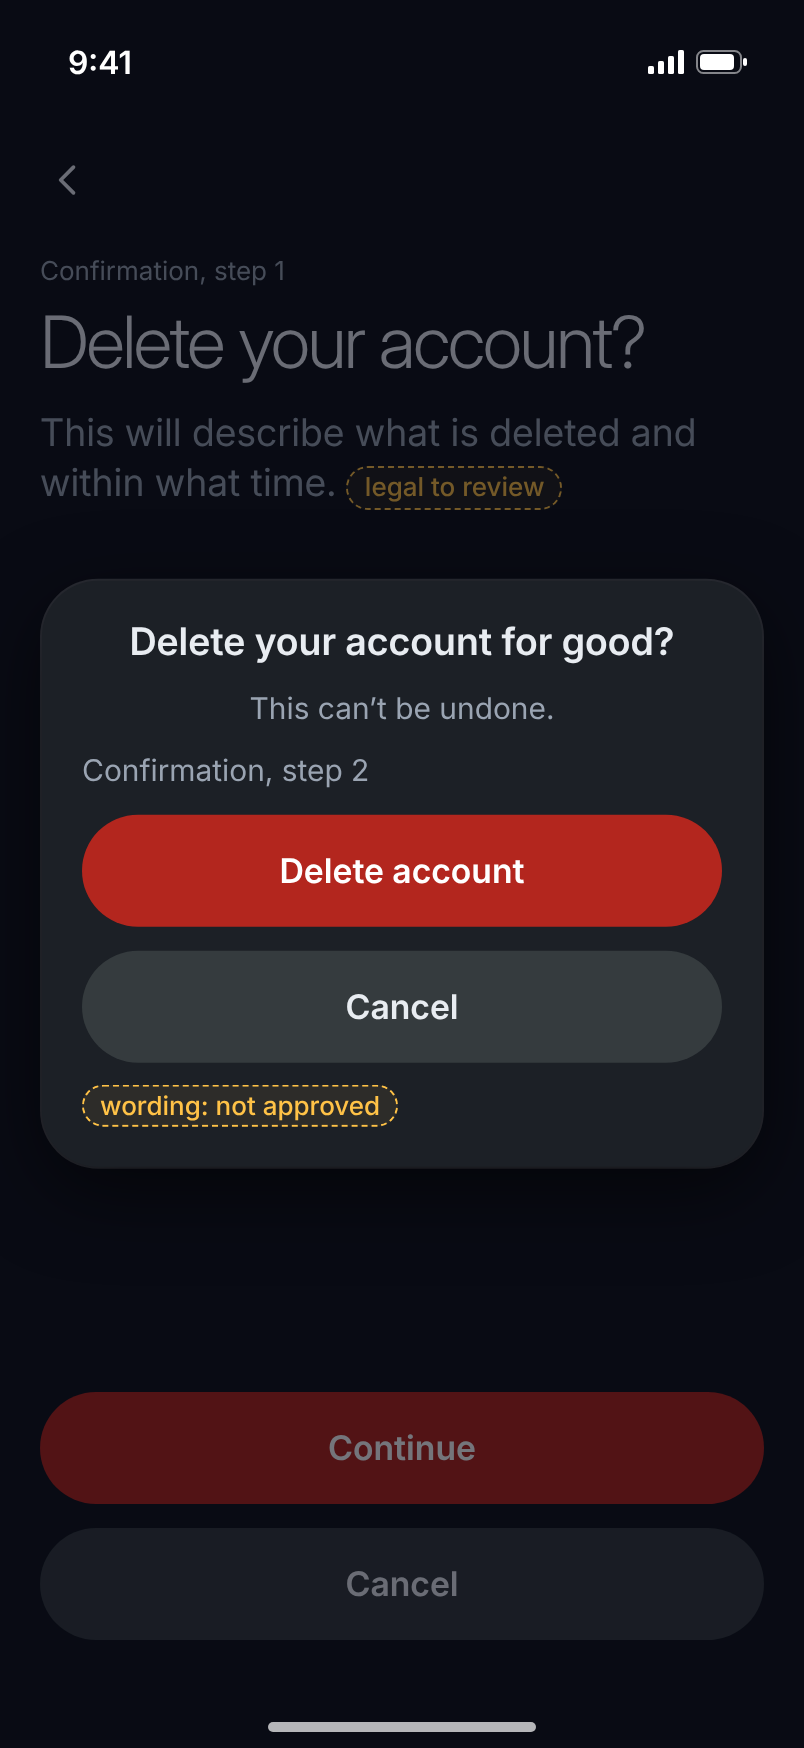 9:41
Confirmation, step 1
Delete your account?
This will describe what is deleted and
within what time. legal to review
Delete your account for good?
This can’t be undone.
Confirmation, step 2
Delete account
Cancel
wording: not approved
Continue
Cancel